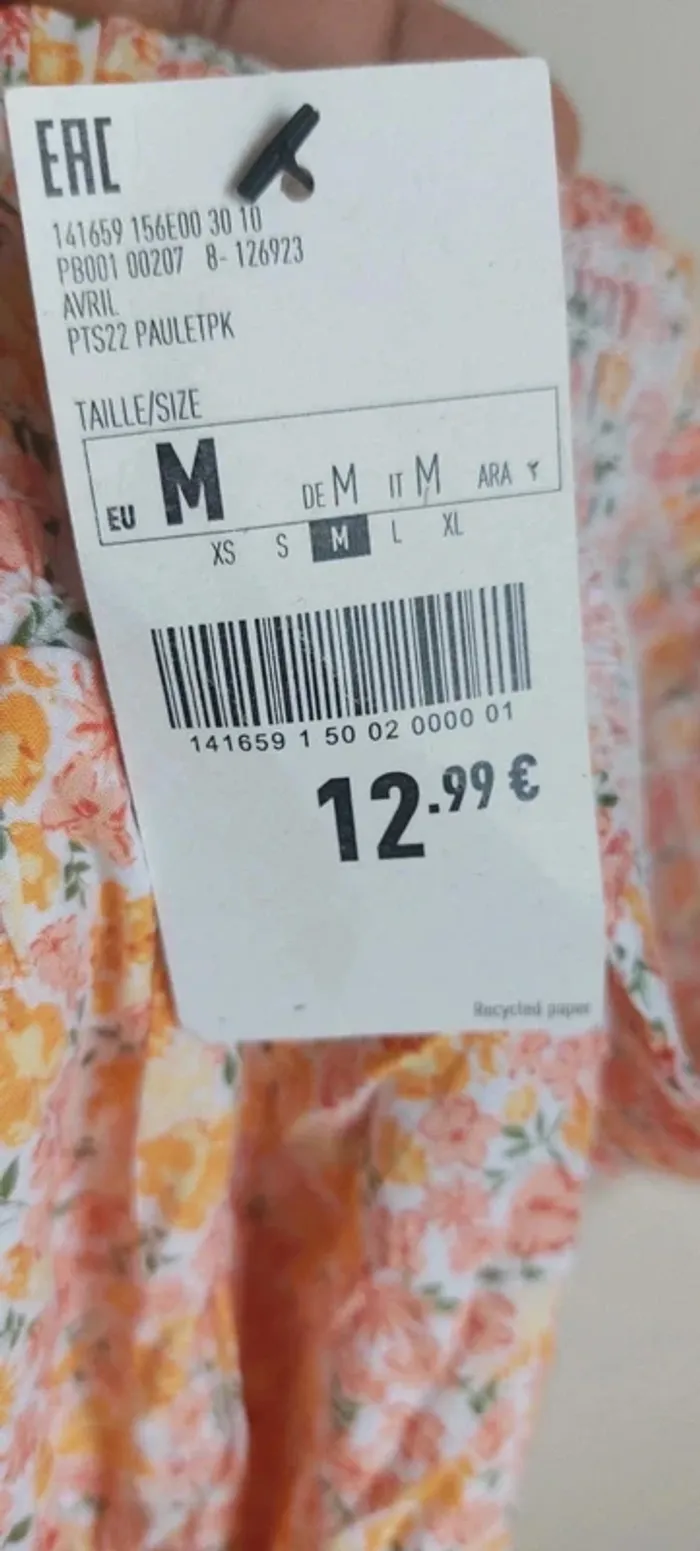 EAC
141659 156E00 30 10
PB001 00207 8- 126923
AVRIL
PTS22 PAULETPK
TAILLE/SIZE
EU M DE M IT M ARA ٢
XS S M L XL
141659 1 50 02 0000 01
12.99 €
Recycled paper